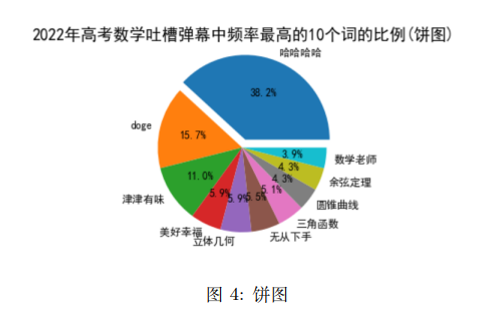 2022年高考数学吐槽弹幕中频率最高的10个词的比例(饼图)
哈哈哈哈
38.2%
doge
15.7%
津津有味
11.0%
美好幸福
5.9%
立体几何
5.9%
无从下手
5.5%
三角函数
5.1%
圆锥曲线
4.3%
余弦定理
4.3%
数学老师
3.9%
图 4: 饼图